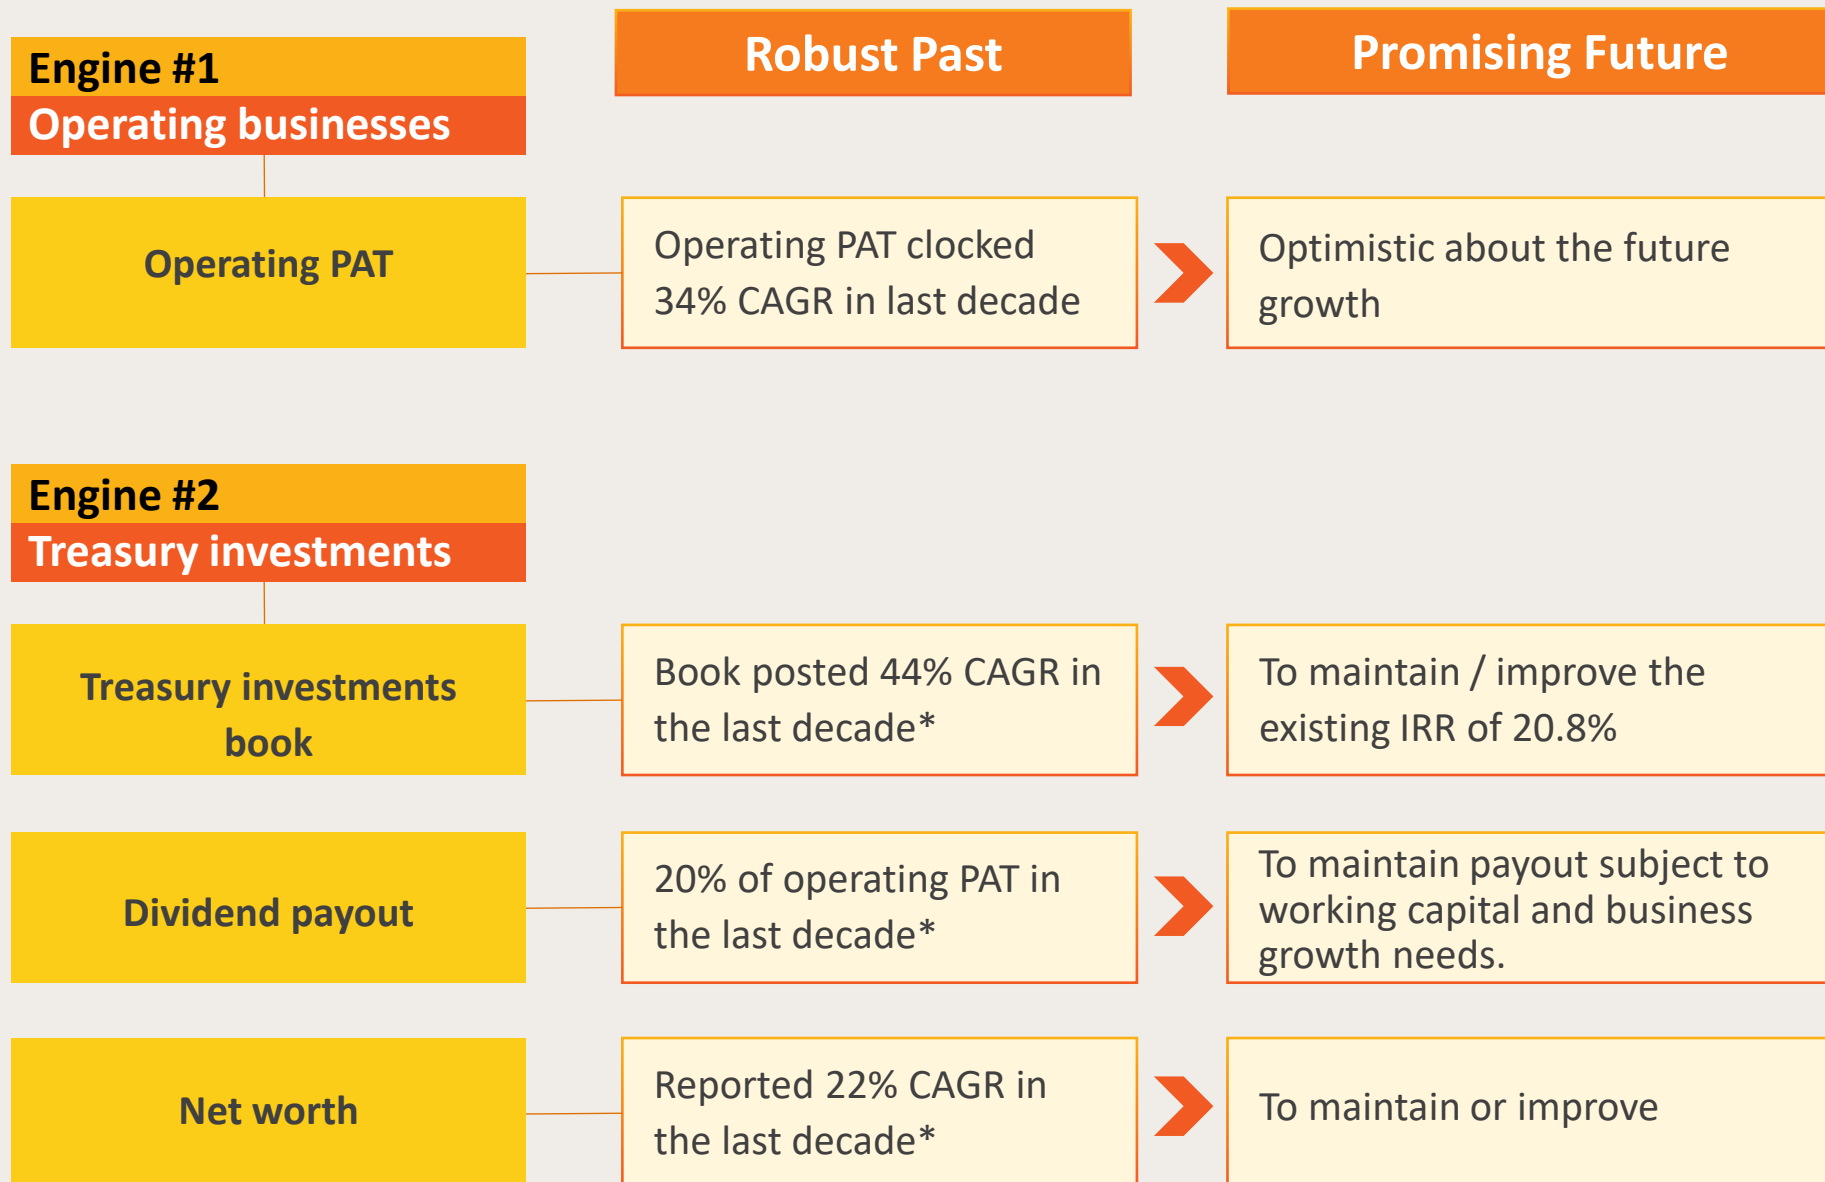 Robust Past
Promising Future
Engine #1
Operating businesses
Operating PAT
Operating PAT clocked
34% CAGR in last decade
Optimistic about the future
growth
Engine #2
Treasury investments
Treasury investments
book
Book posted 44% CAGR in
the last decade*
To maintain / improve the
existing IRR of 20.8%
Dividend payout
20% of operating PAT in
the last decade*
To maintain payout subject to
working capital and business
growth needs.
Net worth
Reported 22% CAGR in
the last decade*
To maintain or improve